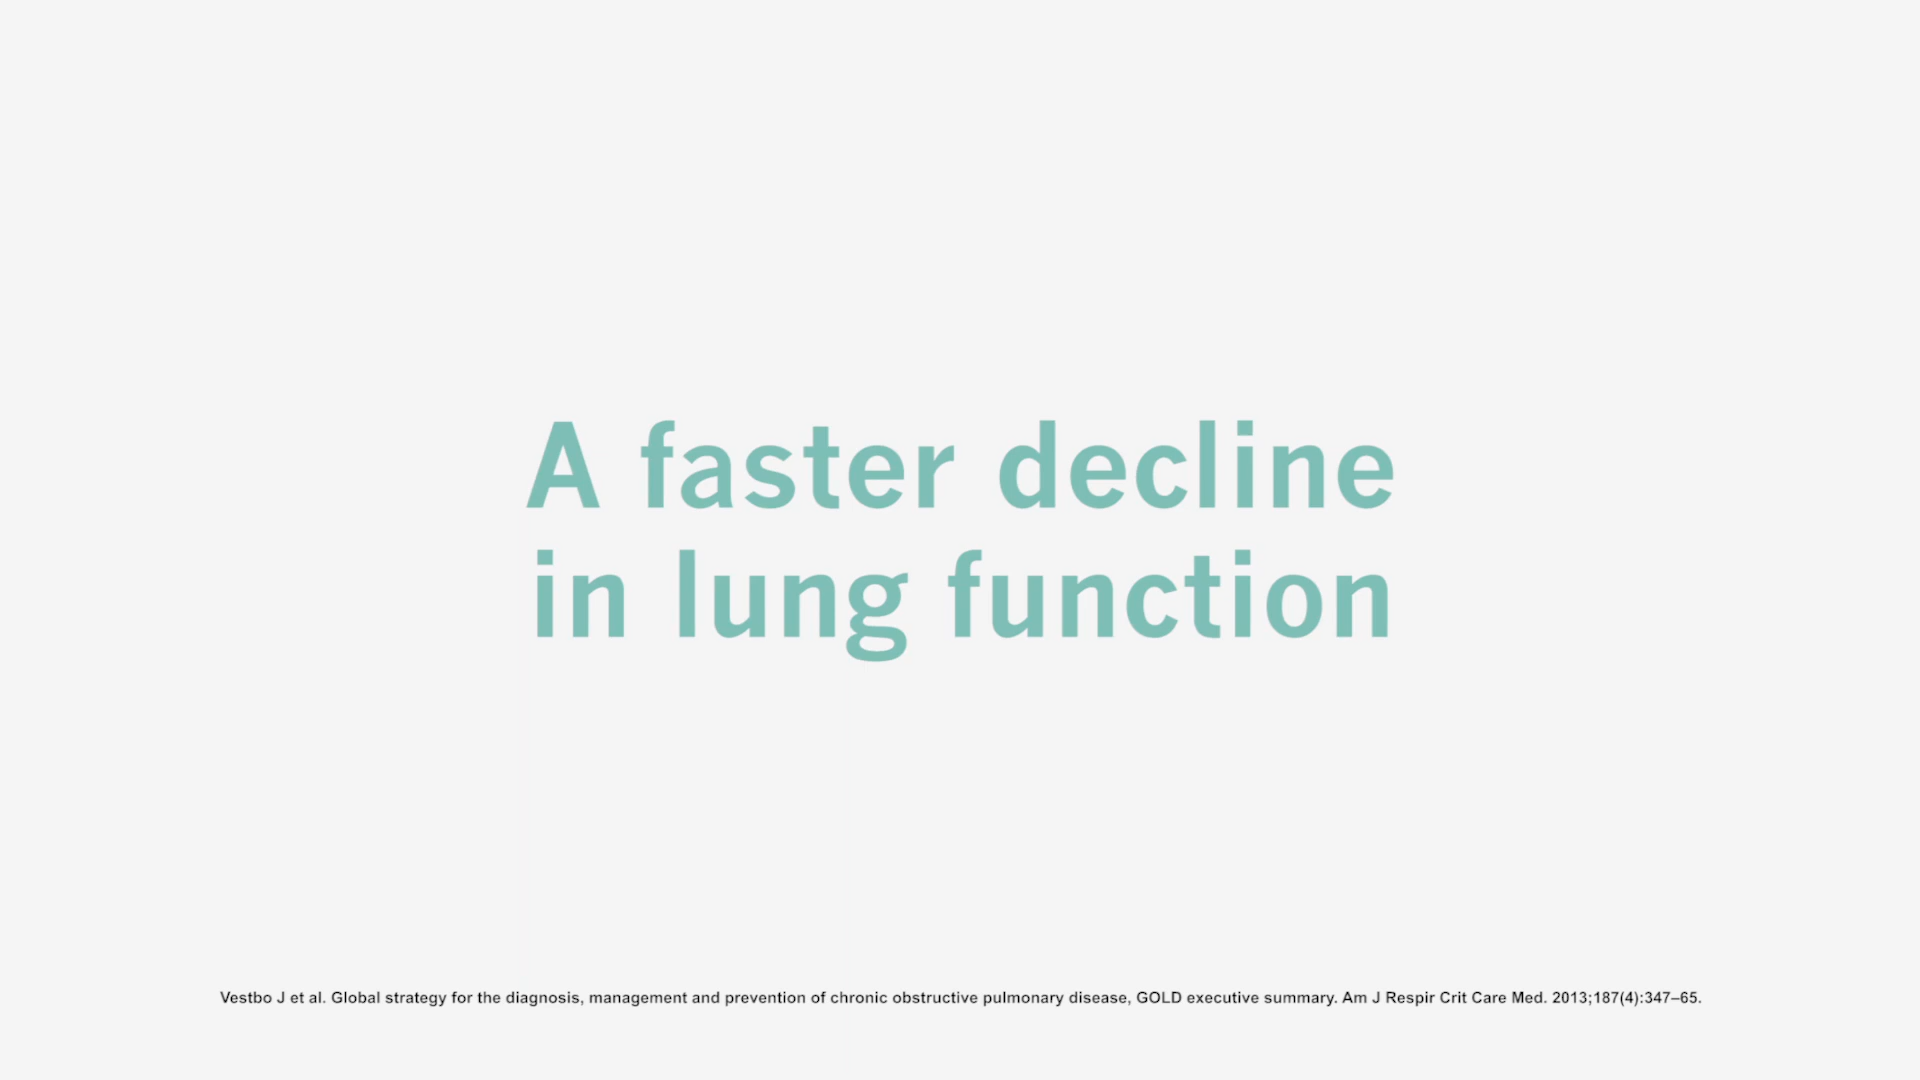 A faster decline
in lung function
Vestbo J et al. Global strategy for the diagnosis, management and prevention of chronic obstructive pulmonary disease, GOLD executive summary. Am J Respir Crit Care Med. 2013;187(4):347–65.